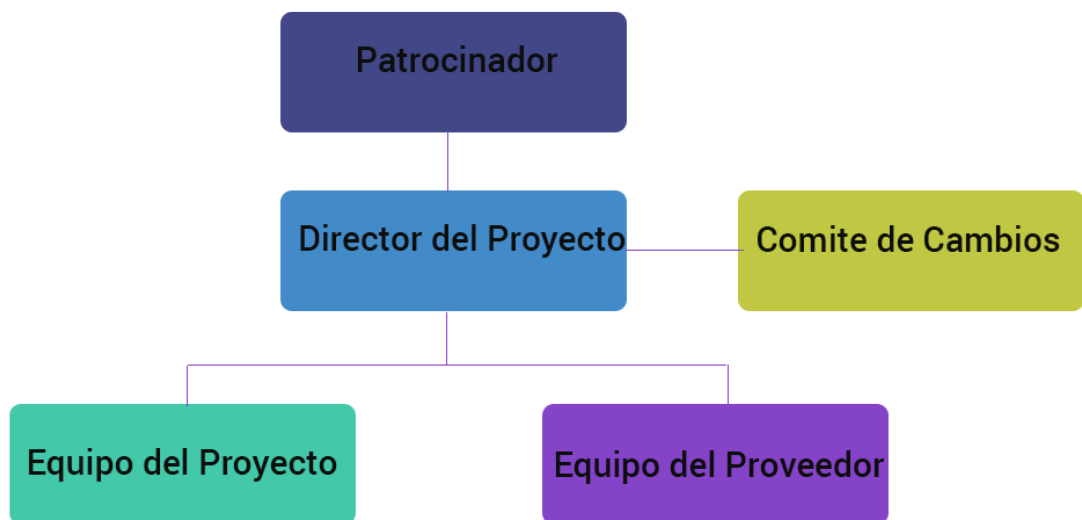 Patrocinador
Director del Proyecto
Comite de Cambios
Equipo del Proyecto
Equipo del Proveedor